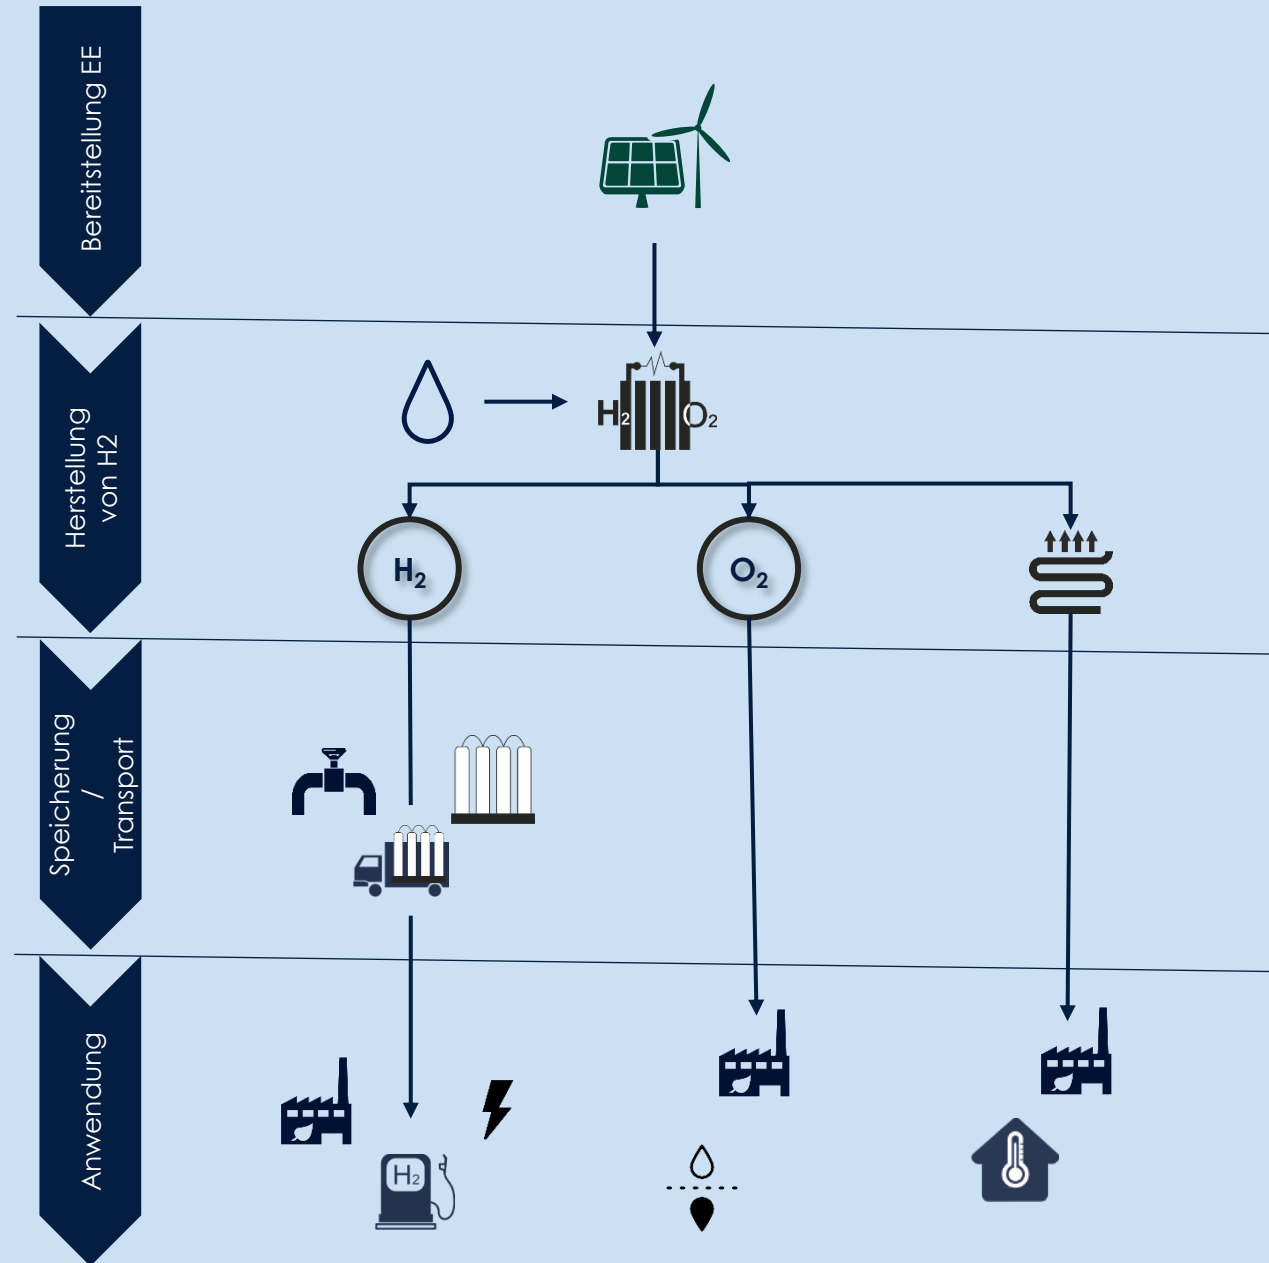 Bereitstellung EE
Herstellung
von H2
H₂
O₂
H₂
O₂
Speicherung
/
Transport
Anwendung
H₂